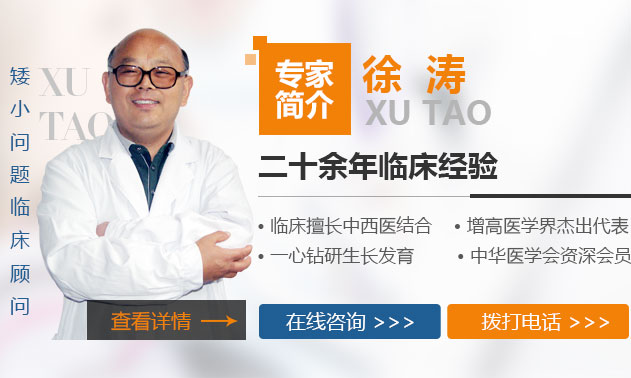 矮小问题临床顾问
XU
TAO
专家
简介
徐 涛
XU TAO
二十余年临床经验
• 临床擅长中西医结合
• 增高医学界杰出代表
• 一心钻研生长发育
• 中华医学会资深会员
查看详情 →
在线咨询 >>>
拨打电话 >>>